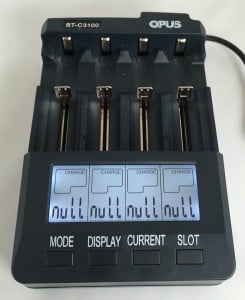 BT-C3100 OPUS
CHARGE CHARGE CHARGE CHARGE
null null null null
MODE DISPLAY CURRENT SLOT